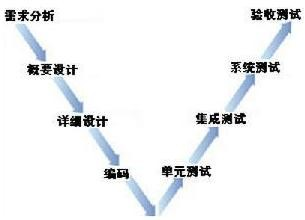 需求分析
验收测试
概要设计
系统测试
详细设计
集成测试
编码
单元测试